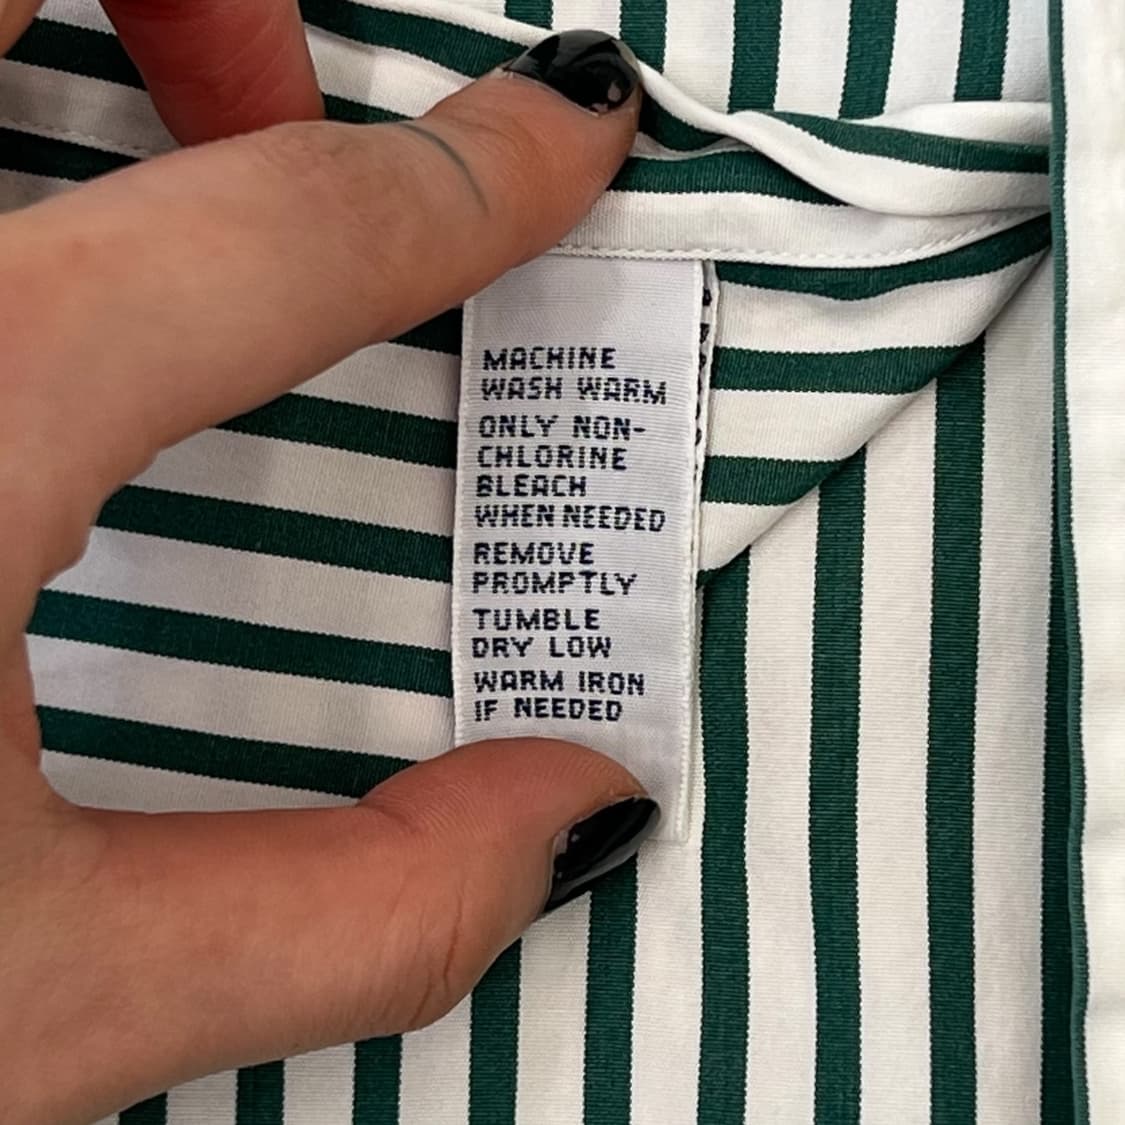 MACHINE
WASH WARM
ONLY NON-
CHLORINE
BLEACH
WHEN NEEDED
REMOVE
PROMPTLY
TUMBLE
DRY LOW
WARM IRON
IF NEEDED